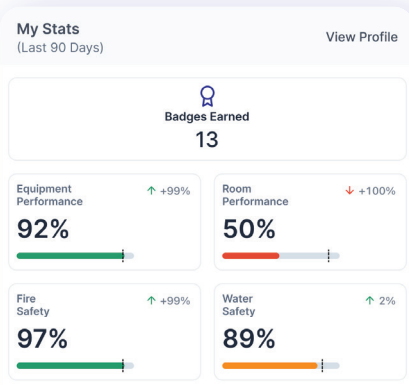 My Stats
(Last 90 Days)
View Profile
Badges Earned
13
Equipment
Performance
+99%
92%
Room
Performance
+100%
50%
Fire
Safety
+99%
97%
Water
Safety
2%
89%